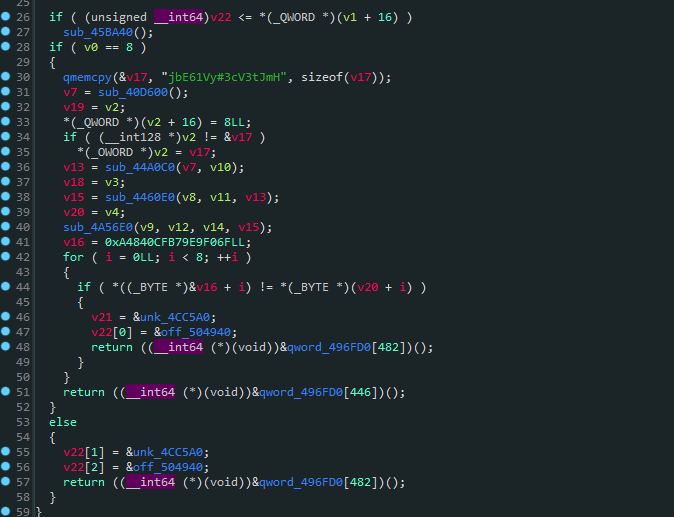 25
26 if ( (unsigned __int64)v22 <= *(_QWORD *)(v1 + 16) )
27 sub_45BA40();
28 if ( v0 == 8 )
29 {
30 qmemcpy(&v17, "jbE61Vy#3cV3tJmH", sizeof(v17));
31 v7 = sub_40D600();
32 v19 = v2;
33 *(_QWORD *)(v2 + 16) = 8LL;
34 if ( (__int128 *)v2 != &v17 )
35 *(_OWORD *)v2 = v17;
36 v13 = sub_44A0C0(v7, v10);
37 v18 = v3;
38 v15 = sub_4460E0(v8, v11, v13);
39 v20 = v4;
40 sub_4A56E0(v9, v12, v14, v15);
41 v16 = 0xA4840CFB79E9F06FLL;
42 for ( i = 0LL; i < 8; ++i )
43 {
44 if ( *((_BYTE *)&v16 + i) != *(_BYTE *)(v20 + i) )
45 {
46 v21 = &unk_4CC5A0;
47 v22[0] = &off_504940;
48 return ((__int64 (*)(void))&qword_496FD0[482])();
49 }
50 }
51 return ((__int64 (*)(void))&qword_496FD0[446])();
52 }
53 else
54 {
55 v22[1] = &unk_4CC5A0;
56 v22[2] = &off_504940;
57 return ((__int64 (*)(void))&qword_496FD0[482])();
58 }
59 }